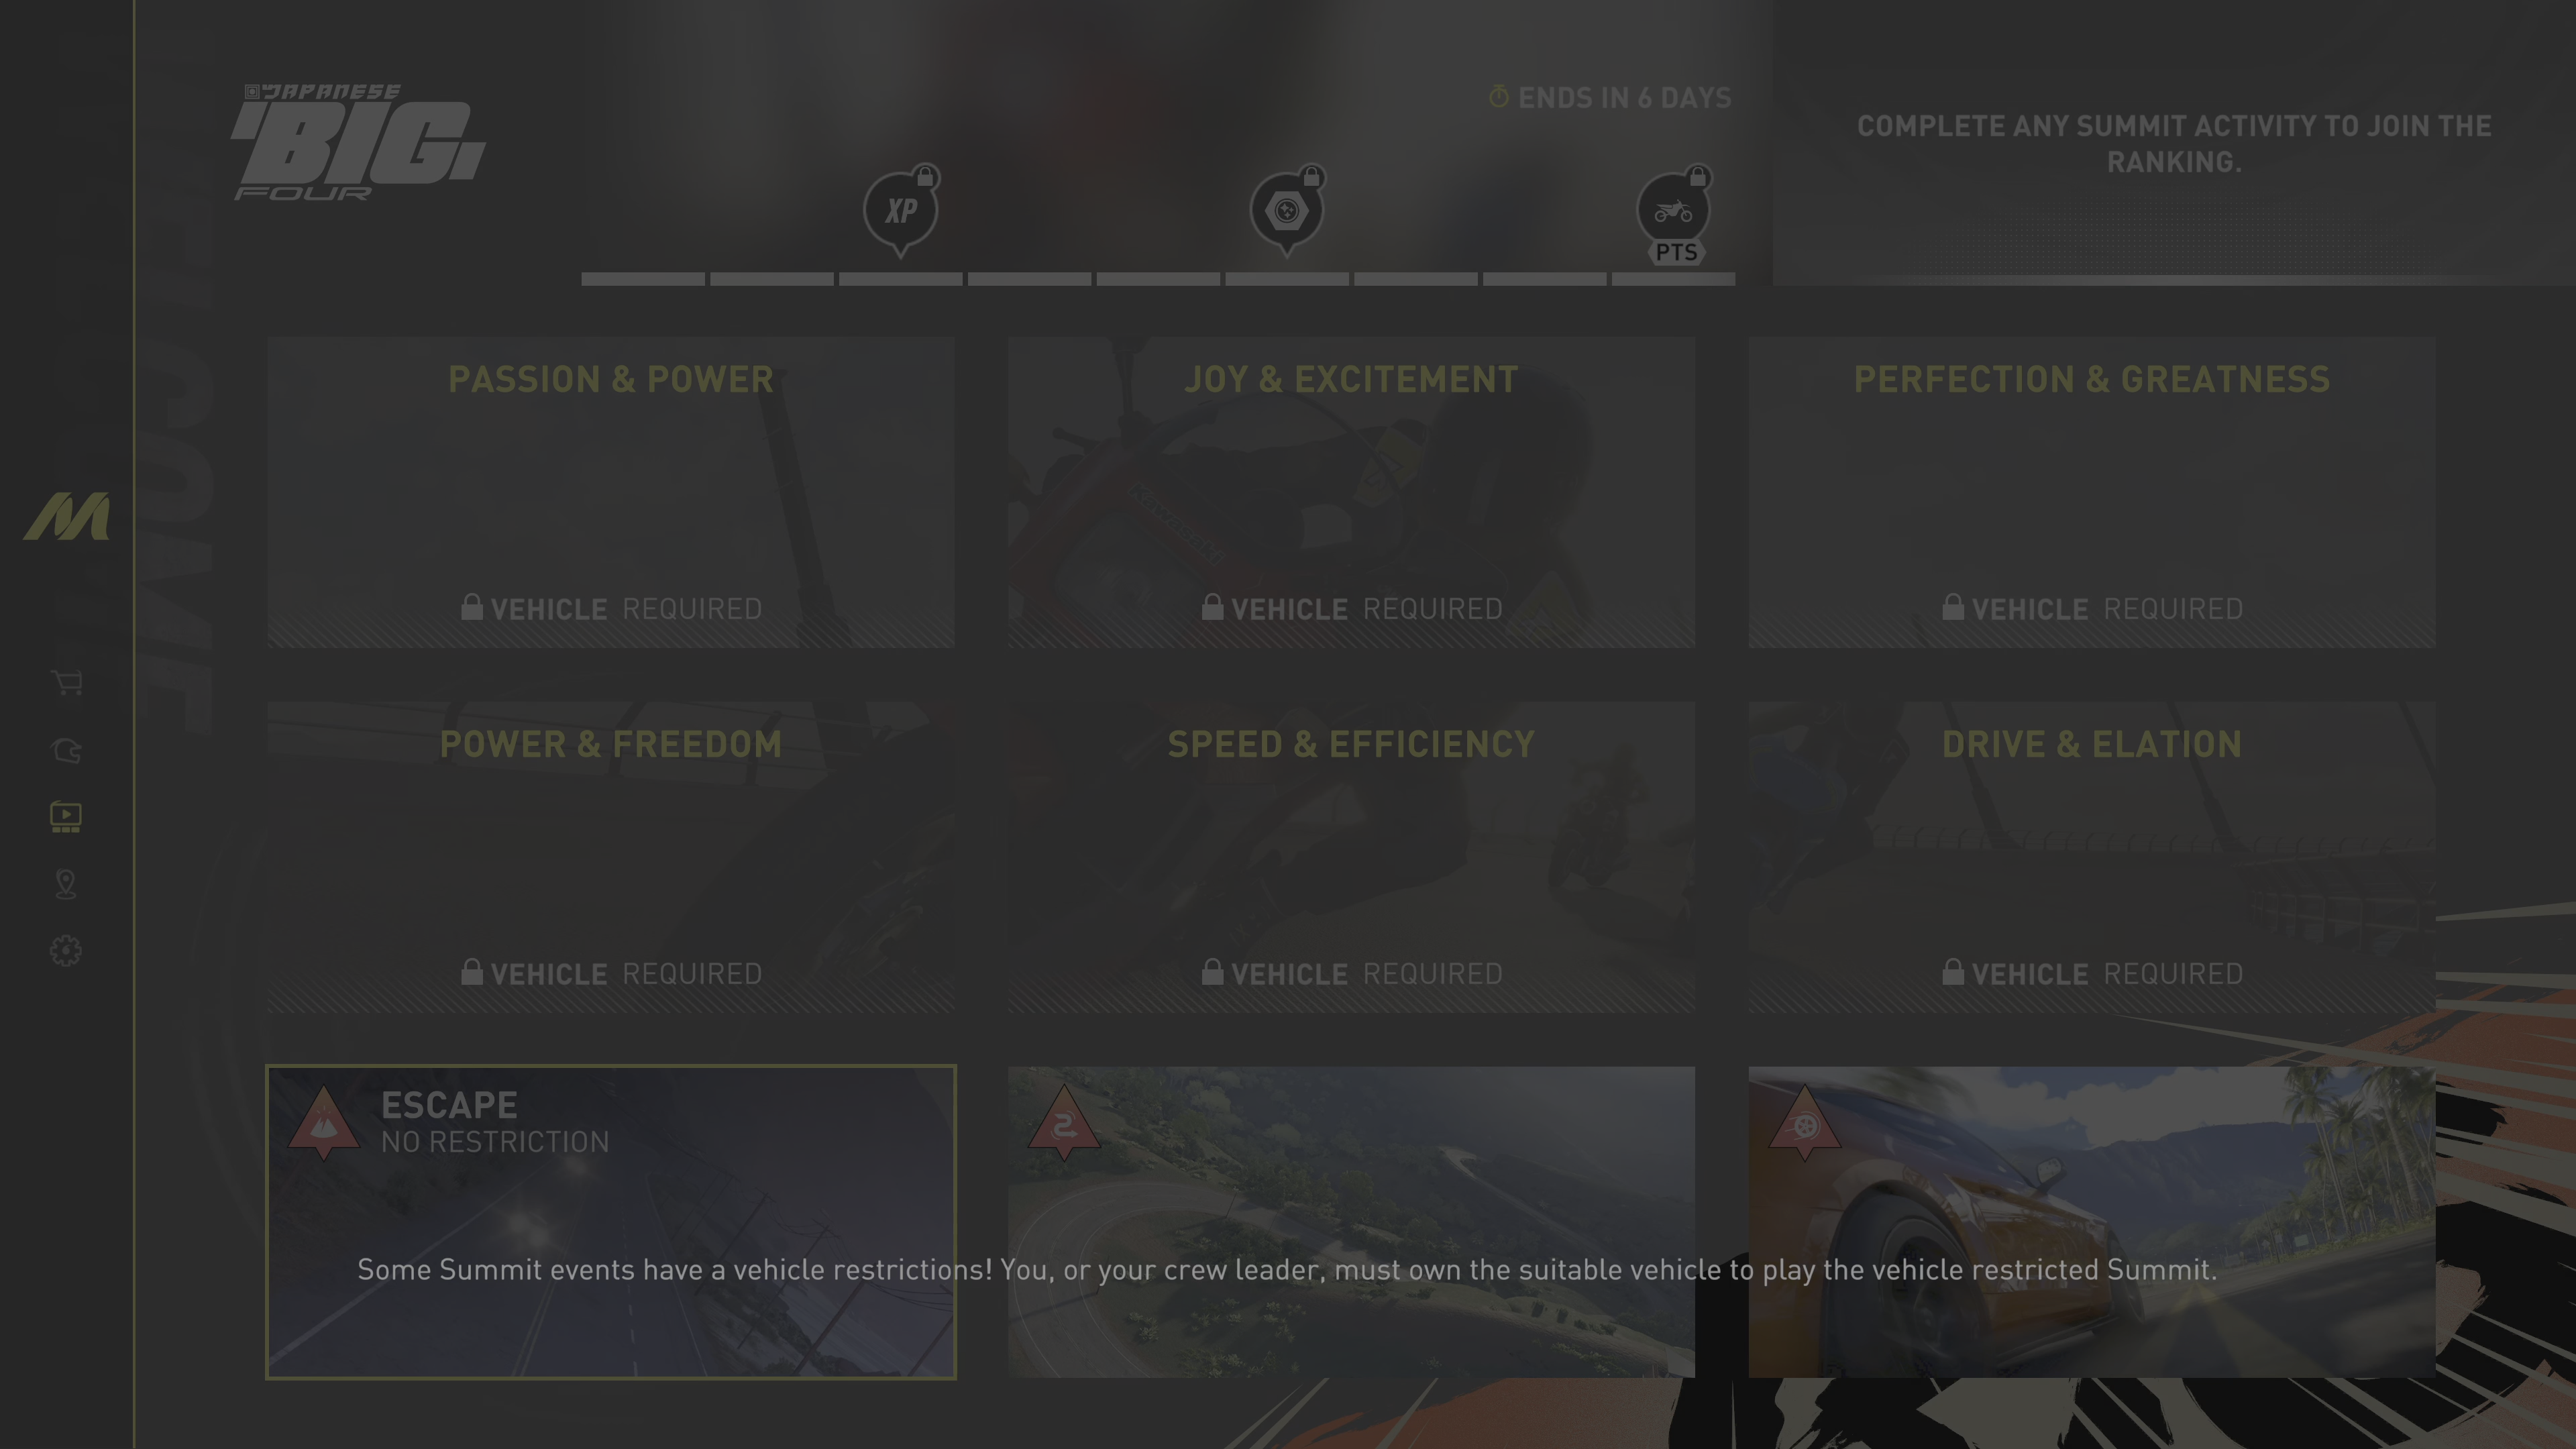 JAPANESE
BIG
FOUR
ENDS IN 6 DAYS
COMPLETE ANY SUMMIT ACTIVITY TO JOIN THE
RANKING.
XP
PTS
WELCOME
PASSION & POWER
VEHICLE REQUIRED
JOY & EXCITEMENT
Kawasaki
VEHICLE REQUIRED
PERFECTION & GREATNESS
VEHICLE REQUIRED
POWER & FREEDOM
VEHICLE REQUIRED
SPEED & EFFICIENCY
VEHICLE REQUIRED
DRIVE & ELATION
VEHICLE REQUIRED
ESCAPE
NO RESTRICTION
Some Summit events have a vehicle restrictions! You, or your crew leader, must own the suitable vehicle to play the vehicle restricted Summit.